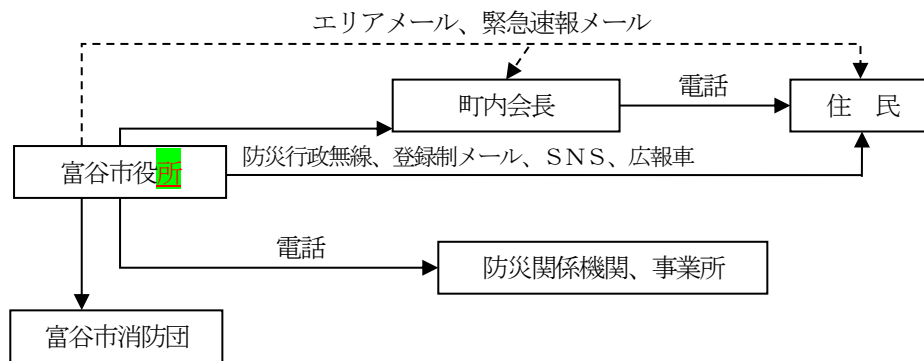 エリアメール、緊急速報メール
町内会長
電話
住　民
富谷市役所
防災行政無線、登録制メール、ＳＮＳ、広報車
電話
防災関係機関、事業所
富谷市消防団